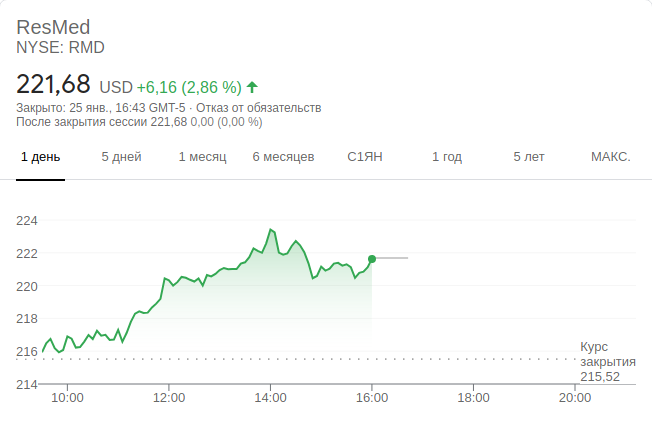 ResMed
NYSE: RMD
221,68 USD +6,16 (2,86 %)
Закрыто: 25 янв., 16:43 GMT-5 · Отказ от обязательств
После закрытия сессии 221,68 0,00 (0,00 %)
1 день 5 дней 1 месяц 6 месяцев С1ЯН 1 год 5 лет МАКС.
224
222
220
218
216
214
Курс
закрытия
215,52
10:00 12:00 14:00 16:00 18:00 20:00